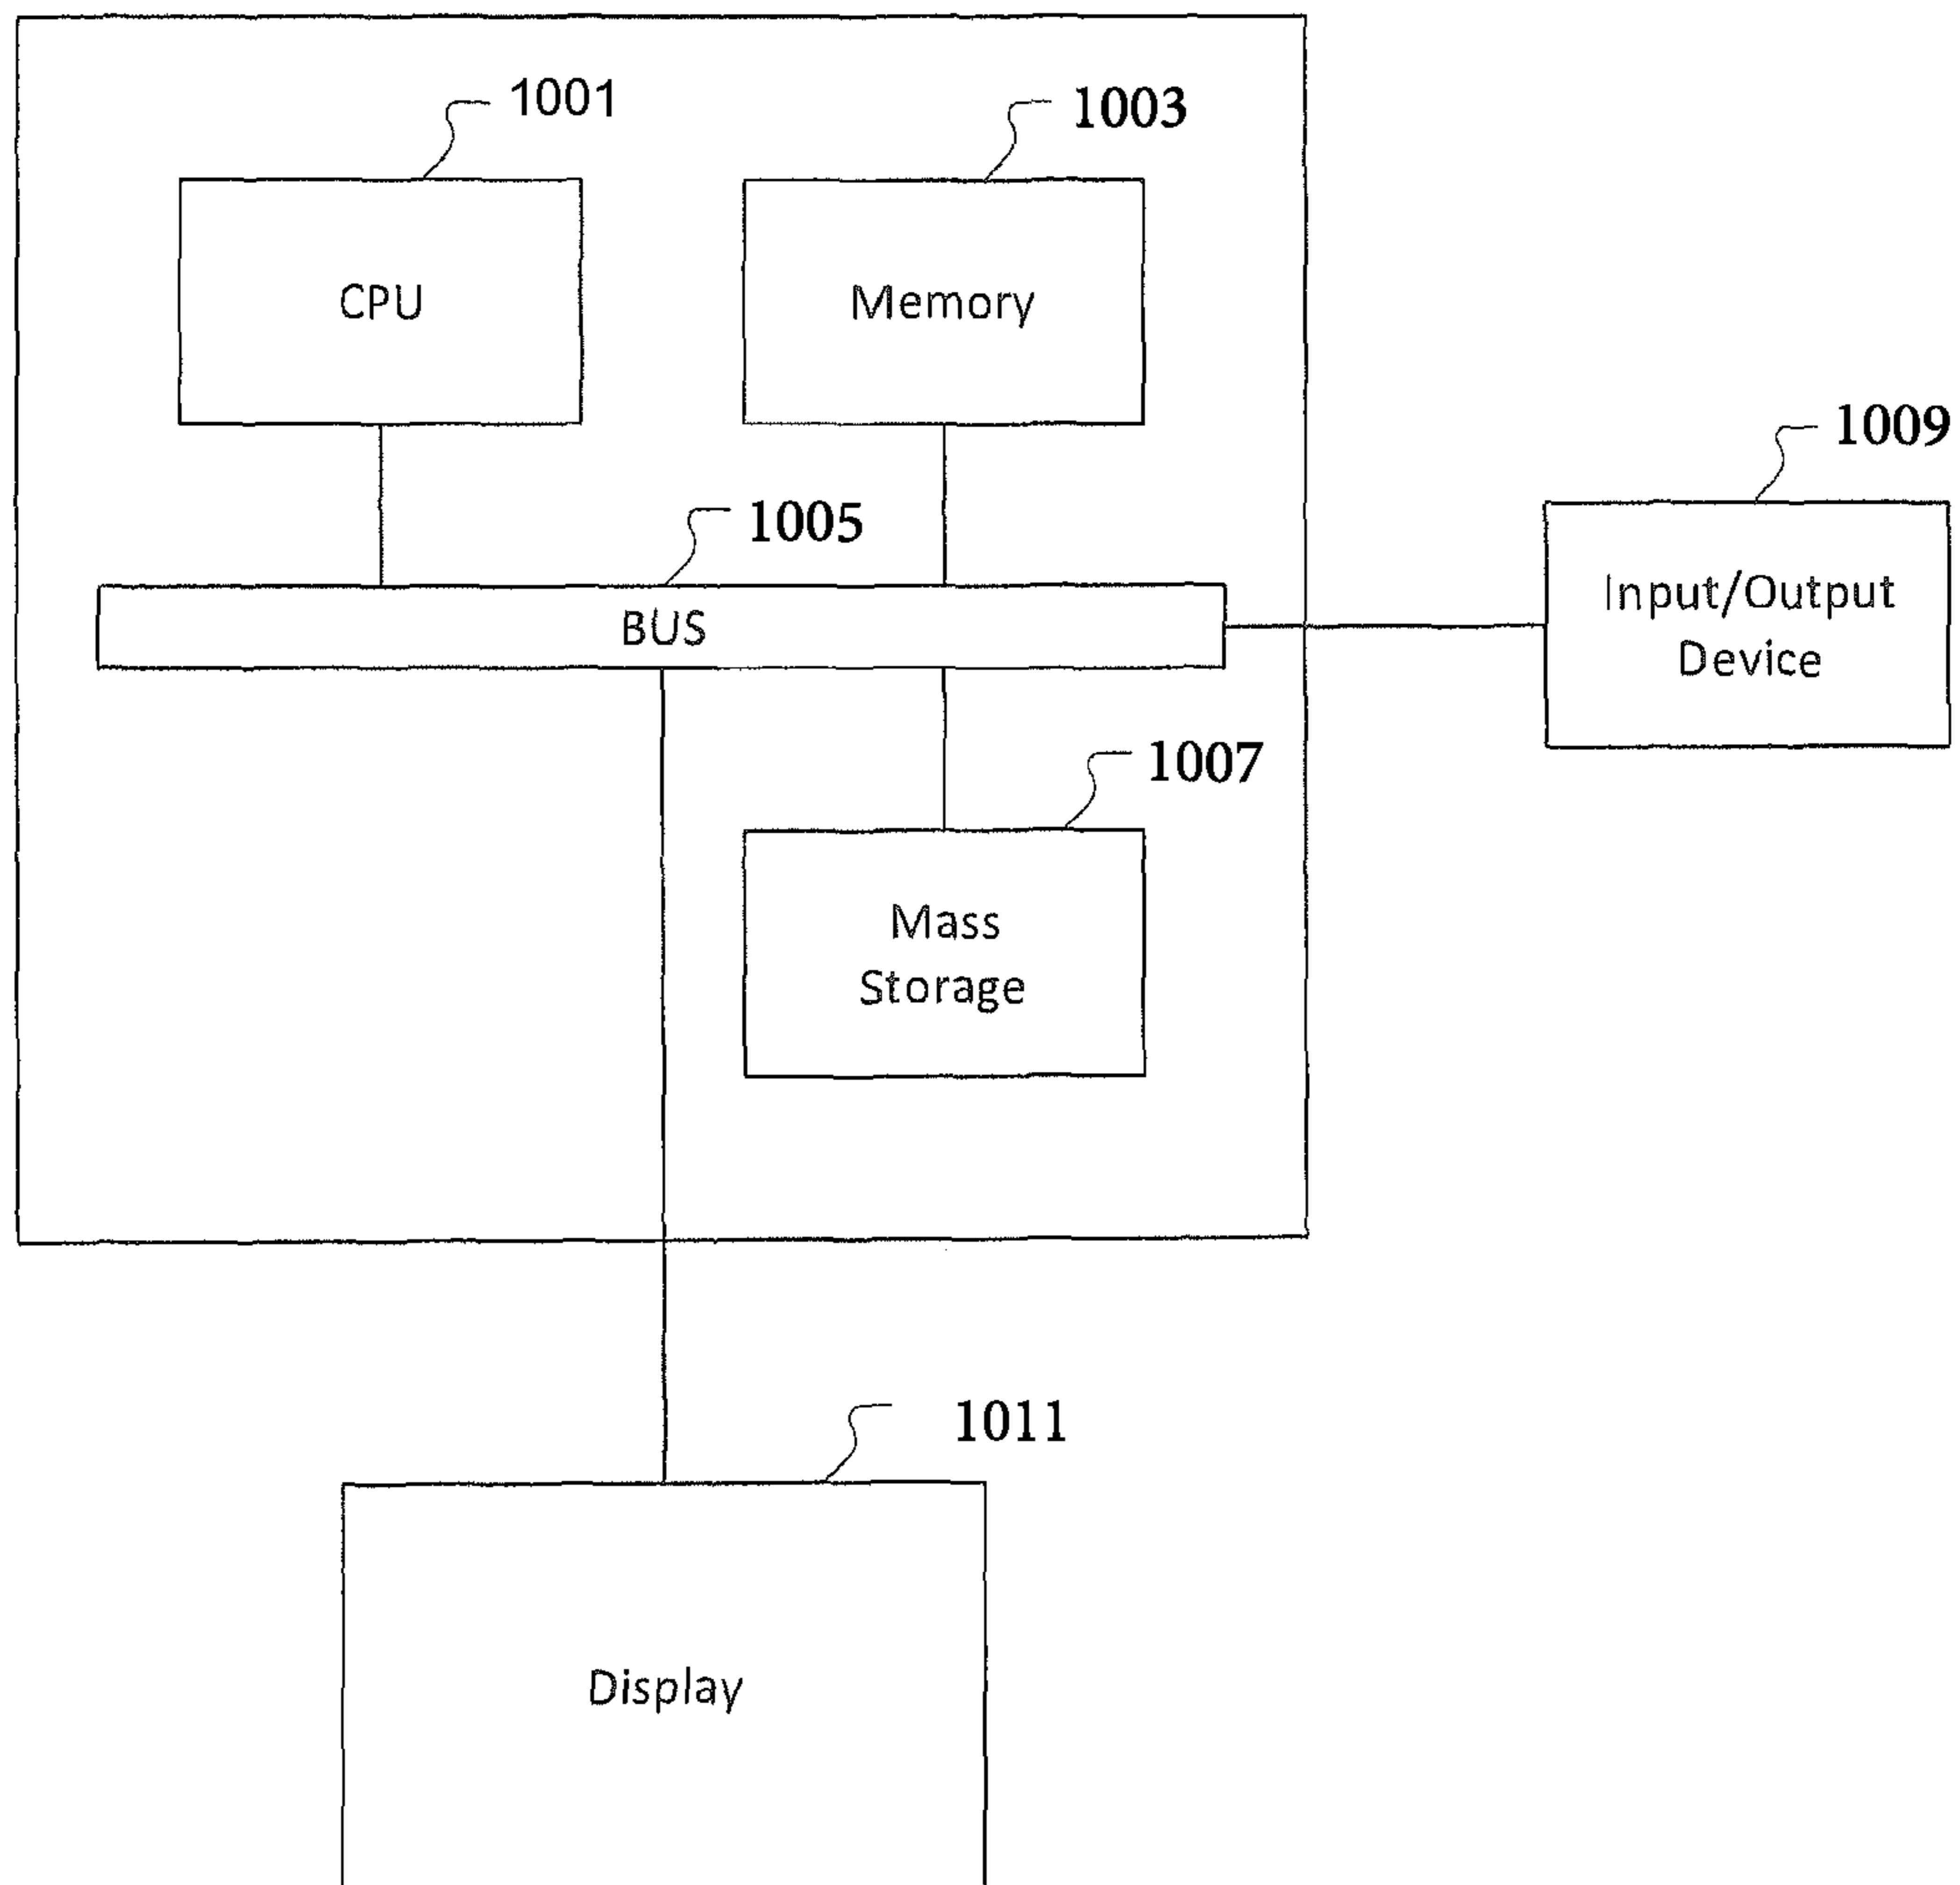 1001
1003
CPU
Memory
1009
1005
Input/Output
Device
BUS
1007
Mass
Storage
1011
Display